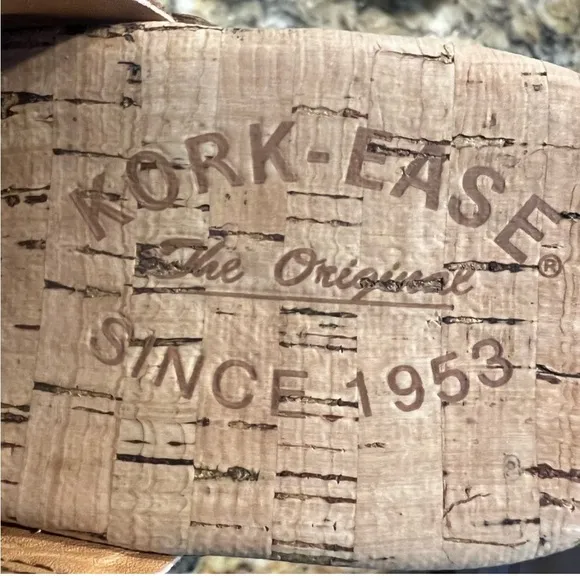 KORK-EASE®
The Original
SINCE 1953